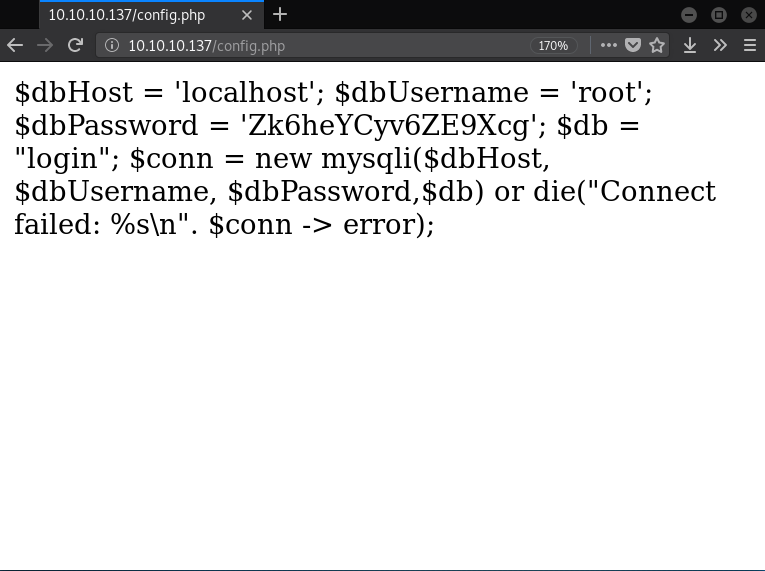 10.10.10.137/config.php
10.10.10.137/config.php
170%
$dbHost = 'localhost'; $dbUsername = 'root';
$dbPassword = 'Zk6heYCyv6ZE9Xcg'; $db =
"login"; $conn = new mysqli($dbHost,
$dbUsername, $dbPassword,$db) or die("Connect
failed: %s\n". $conn -> error);